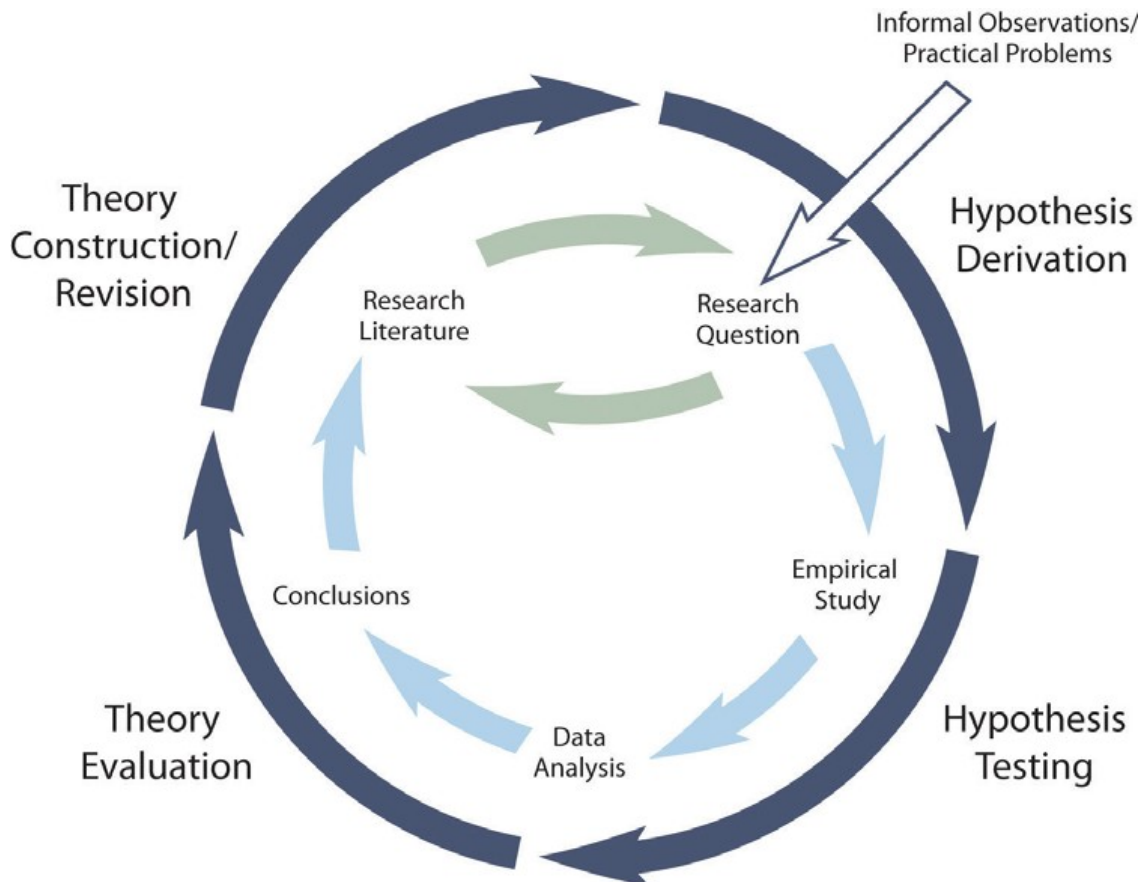 Informal Observations/
Practical Problems
Theory
Construction/
Revision
Hypothesis
Derivation
Research
Literature
Research
Question
Conclusions
Empirical
Study
Theory
Evaluation
Data
Analysis
Hypothesis
Testing